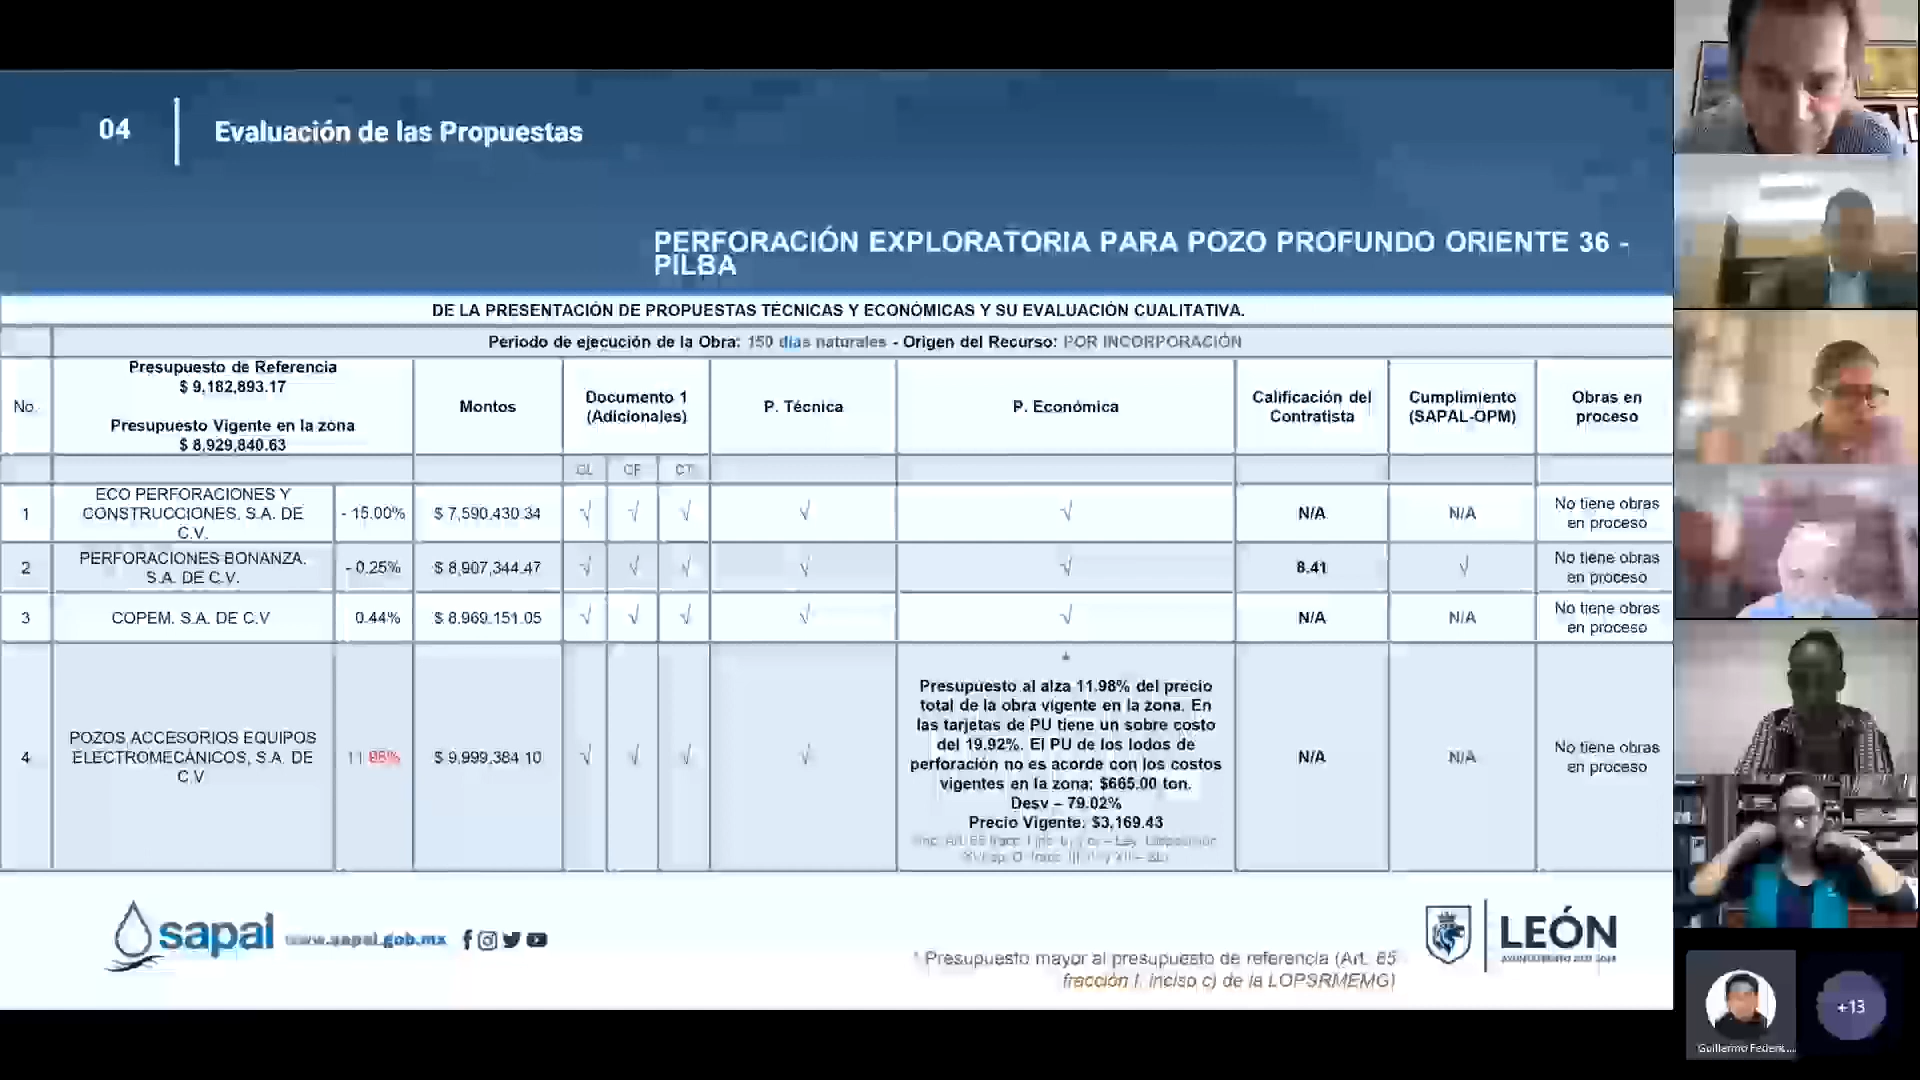 04
Evaluación de las Propuestas
PERFORACIÓN EXPLORATORIA PARA POZO PROFUNDO ORIENTE 36 -
PILBA
DE LA PRESENTACIÓN DE PROPUESTAS TÉCNICAS Y ECONÓMICAS Y SU EVALUACIÓN CUALITATIVA.
Periodo de ejecución de la Obra: 150 días naturales - Origen del Recurso: POR INCORPORACIÓN
No.
Presupuesto de Referencia
$ 9,182,893.17
Presupuesto Vigente en la zona
$ 8,929,840.63
Montos
Documento 1
(Adicionales)
P. Técnica
P. Económica
Calificación del
Contratista
Cumplimiento
(SAPAL-OPM)
Obras en
proceso
CL CF CT
1
ECO PERFORACIONES Y
CONSTRUCCIONES, S.A. DE
C.V.
- 15.00%
$ 7,590,430.34
√ √ √ √ √
N/A
N/A
No tiene obras
en proceso
2
PERFORACIONES BONANZA,
S.A. DE C.V.
- 0.25%
$ 8,907,344.47
√ √ √ √ √
8.41
√
No tiene obras
en proceso
3
COPEM, S.A. DE C.V
0.44%
$ 8,969,151.05
√ √ √ √ √
N/A
N/A
No tiene obras
en proceso
4
POZOS ACCESORIOS EQUIPOS
ELECTROMECÁNICOS, S.A. DE
C.V
$ 9,999,384.10
√ √ √ √
*
Presupuesto al alza 11.98% del precio
total de la obra vigente en la zona. En
las tarjetas de PU tiene un sobre costo
del 19.92%. El PU de los lodos de
perforación no es acorde con los costos
vigentes en la zona: $665.00 ton.
Desv – 79.02%
Precio Vigente: $3,169.43
N/A
N/A
No tiene obras
en proceso
sapal
www.sapal.gob.mx
* Presupuesto mayor al presupuesto de referencia (Art. 65
fracción I, inciso c) de la LOPSRMEMG)
LEÓN
+13